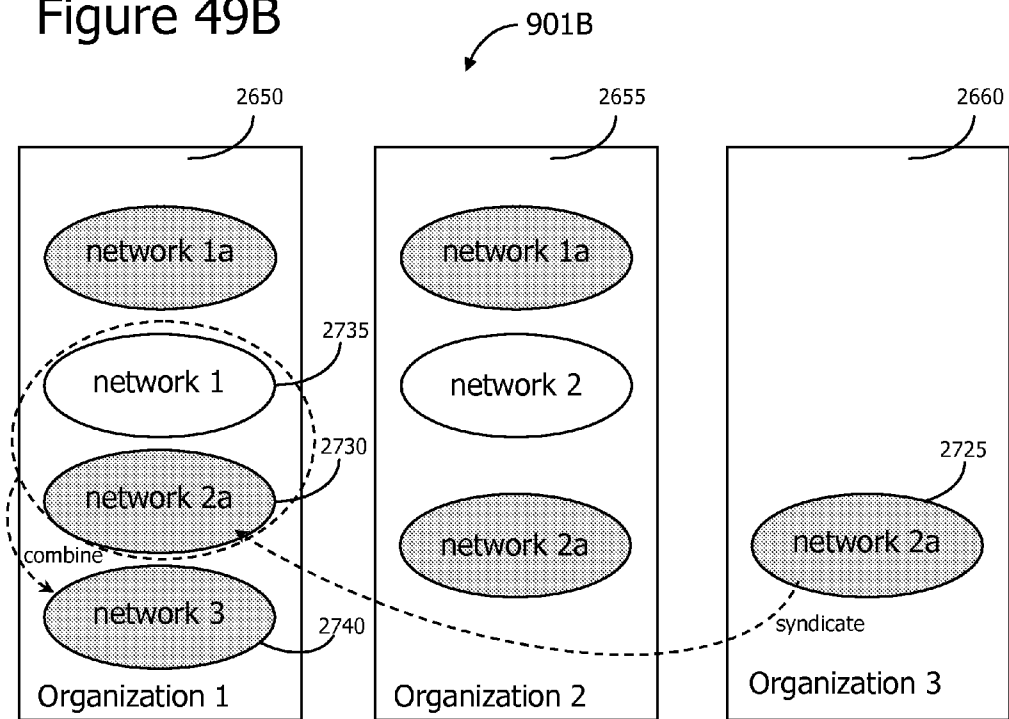 Figure 49B
901B
2650
2655
2660
network 1a
network 1a
2735
network 1
network 2
2730
2725
network 2a
network 2a
network 2a
combine
network 3
2740
syndicate
Organization 1
Organization 2
Organization 3